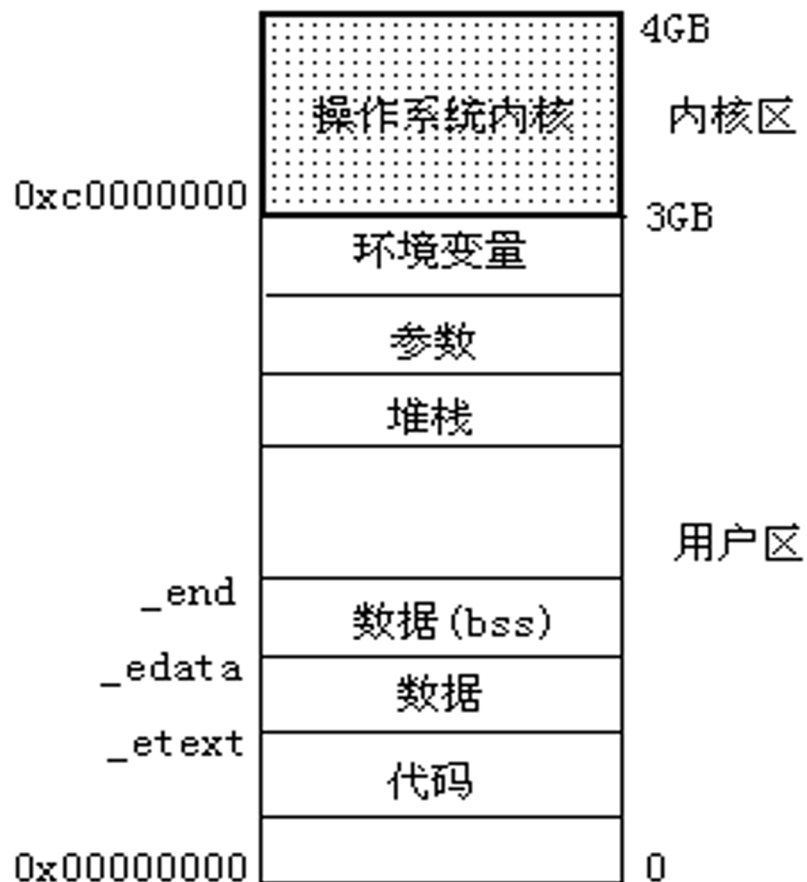 4GB
操作系统内核
内核区
0xc0000000
3GB
环境变量
参数
堆栈
用户区
_end
数据(bss)
_edata
数据
_etext
代码
0x00000000
0